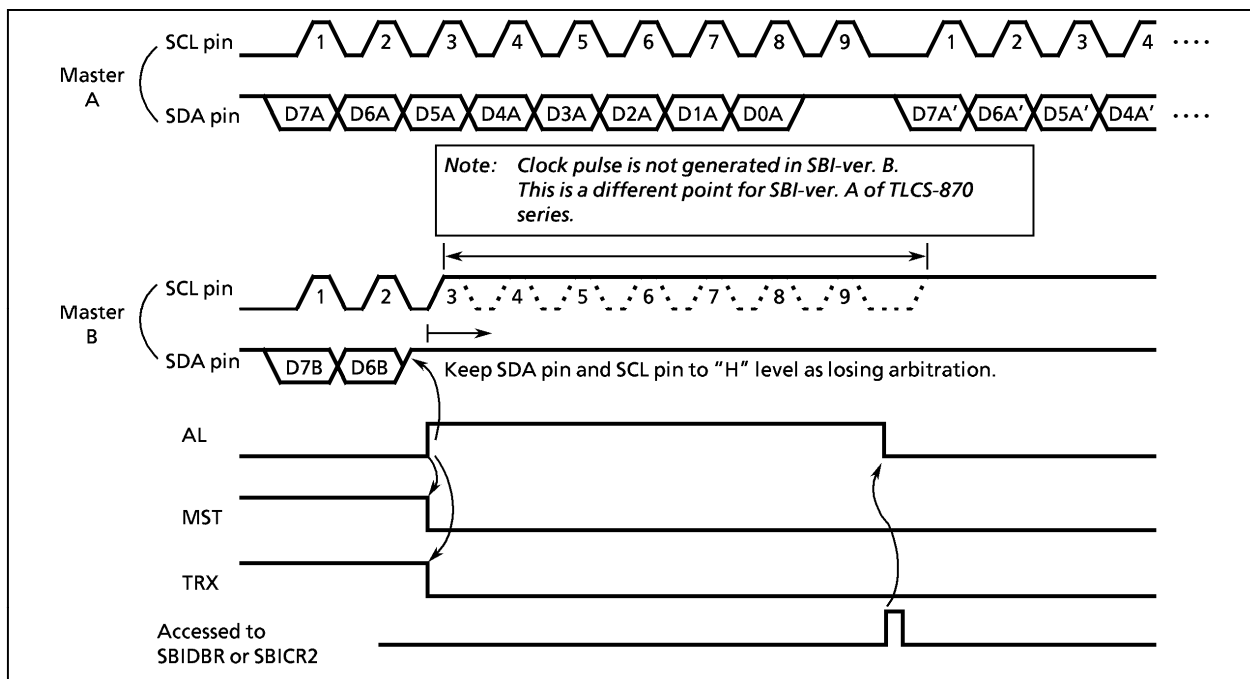 SCL pin 1 2 3 4 5 6 7 8 9 1 2 3 4 ····
Master
A
SDA pin D7A D6A D5A D4A D3A D2A D1A D0A D7A' D6A' D5A' D4A' ····
Note: Clock pulse is not generated in SBI-ver. B.
This is a different point for SBI-ver. A of TLCS-870
series.
SCL pin 1 2 3 4 5 6 7 8 9
Master
B
SDA pin D7B D6B
Keep SDA pin and SCL pin to "H" level as losing arbitration.
AL
MST
TRX
Accessed to
SBIDBR or SBICR2